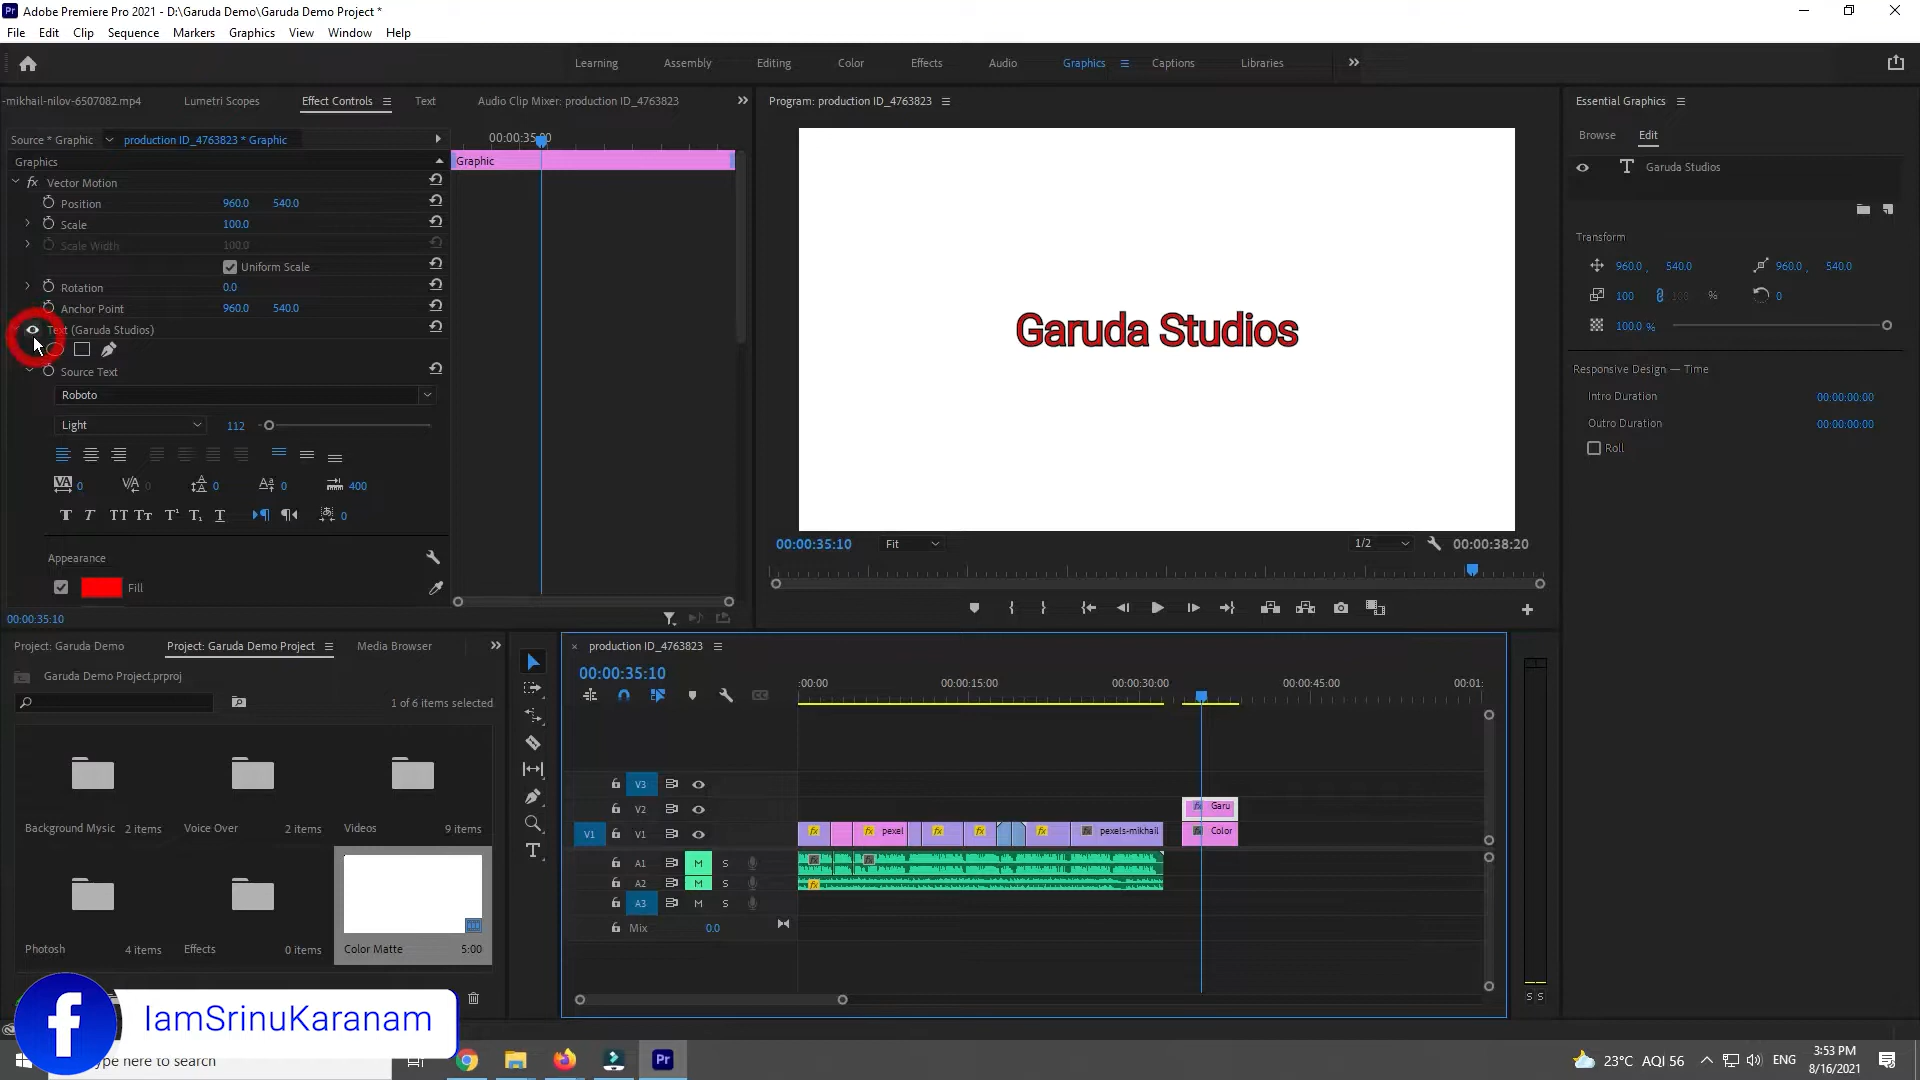 Adobe Premiere Pro 2021 - D:\Garuda Demo\Garuda Demo Project *
File Edit Clip Sequence Markers Graphics View Window Help
Learning Assembly Editing Color Effects Audio Graphics Captions Libraries
-mikhail-nilov-6507082.mp4 Lumetri Scopes Effect Controls Text Audio Clip Mixer: production ID_4763823
Program: production ID_4763823
Essential Graphics
Browse Edit
Garuda Studios
Source * Graphic production ID_4763823 * Graphic
Graphics
Graphic
Vector Motion
Position 960.0 540.0
Scale 100.0
Scale Width 100.0
Uniform Scale
Rotation 0.0
Anchor Point 960.0 540.0
Text (Garuda Studios)
Source Text
Roboto
Light 112
0 0 0 0 400
0
Appearance
Fill
00:00:35:10
Garuda Studios
00:00:35:10 Fit 1/2 00:00:38:20
Transform
960.0 , 540.0 960.0 , 540.0
100 100 % 0
100.0 %
Responsive Design — Time
Intro Duration 00:00:00:00
Outro Duration 00:00:00:00
Roll
Project: Garuda Demo Project: Garuda Demo Project Media Browser
Garuda Demo Project.prproj
1 of 6 items selected
Background Music 2 items Voice Over 2 items Videos 9 items
Photosh 4 items Effects 0 items Color Matte 5:00
production ID_4763823
00:00:35:10
:00:00 00:00:15:00 00:00:30:00 00:00:45:00 00:01:
V3
V2 Garu
V1 V1 pexel pexels-mikhail Color
A1 M S
A2 M S
A3 M S
Mix 0.0
S S
IamSrinuKaranam
ype here to search
23°C AQI 56 ENG
3:53 PM
8/16/2021